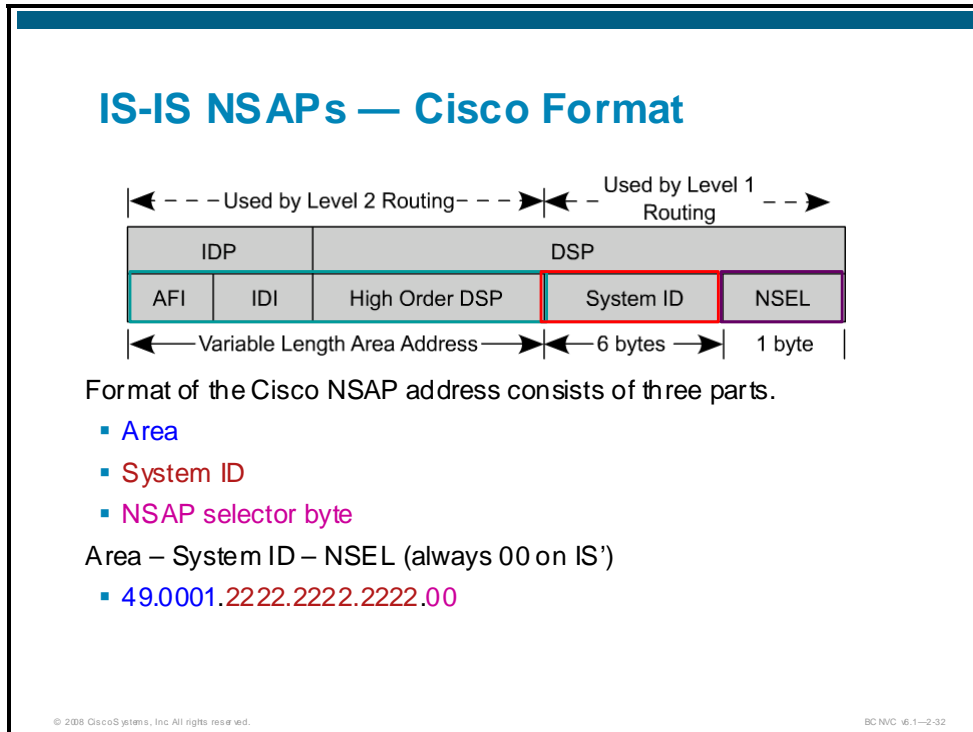 IS-IS NSAPs — Cisco Format
Used by Level 2 Routing
Used by Level 1
Routing
IDP DSP
AFI IDI High Order DSP System ID NSEL
Variable Length Area Address 6 bytes 1 byte
Format of the Cisco NSAP address consists of three parts.
▪ Area
▪ System ID
▪ NSAP selector byte
Area – System ID – NSEL (always 00 on IS’)
▪ 49.0001.2222.2222.2222.00
© 2008 Cisco Systems, Inc. All rights reserved.
BCNVC v6.1—2-32